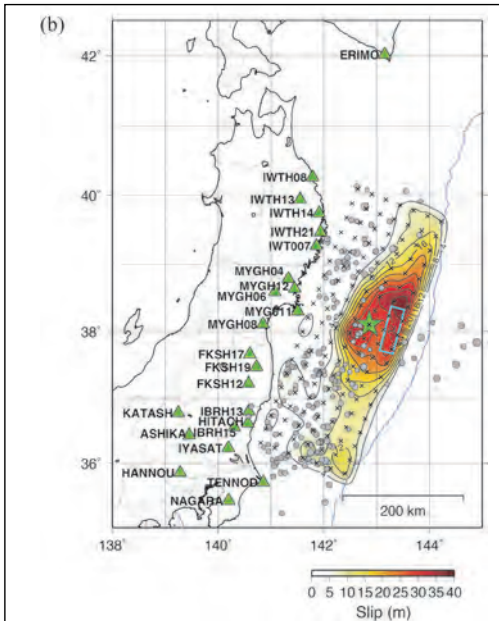 (b)
42°
40°
38°
36°
ERIMO
IWTH08
IWTH13
IWTH14
IWTH21
IWT007
MYGH04
MYGH12
MYGH06
MYG011
MYGH08
FKSH17
FKSH19
FKSH12
KATASH
IBRH13
HITACH
ASHIKA
IBRH15
IYASAT
HANNOU
TENNOD
NAGARA
200 km
138° 140° 142° 144°
0 5 10 15 20 25 30 35 40
Slip (m)